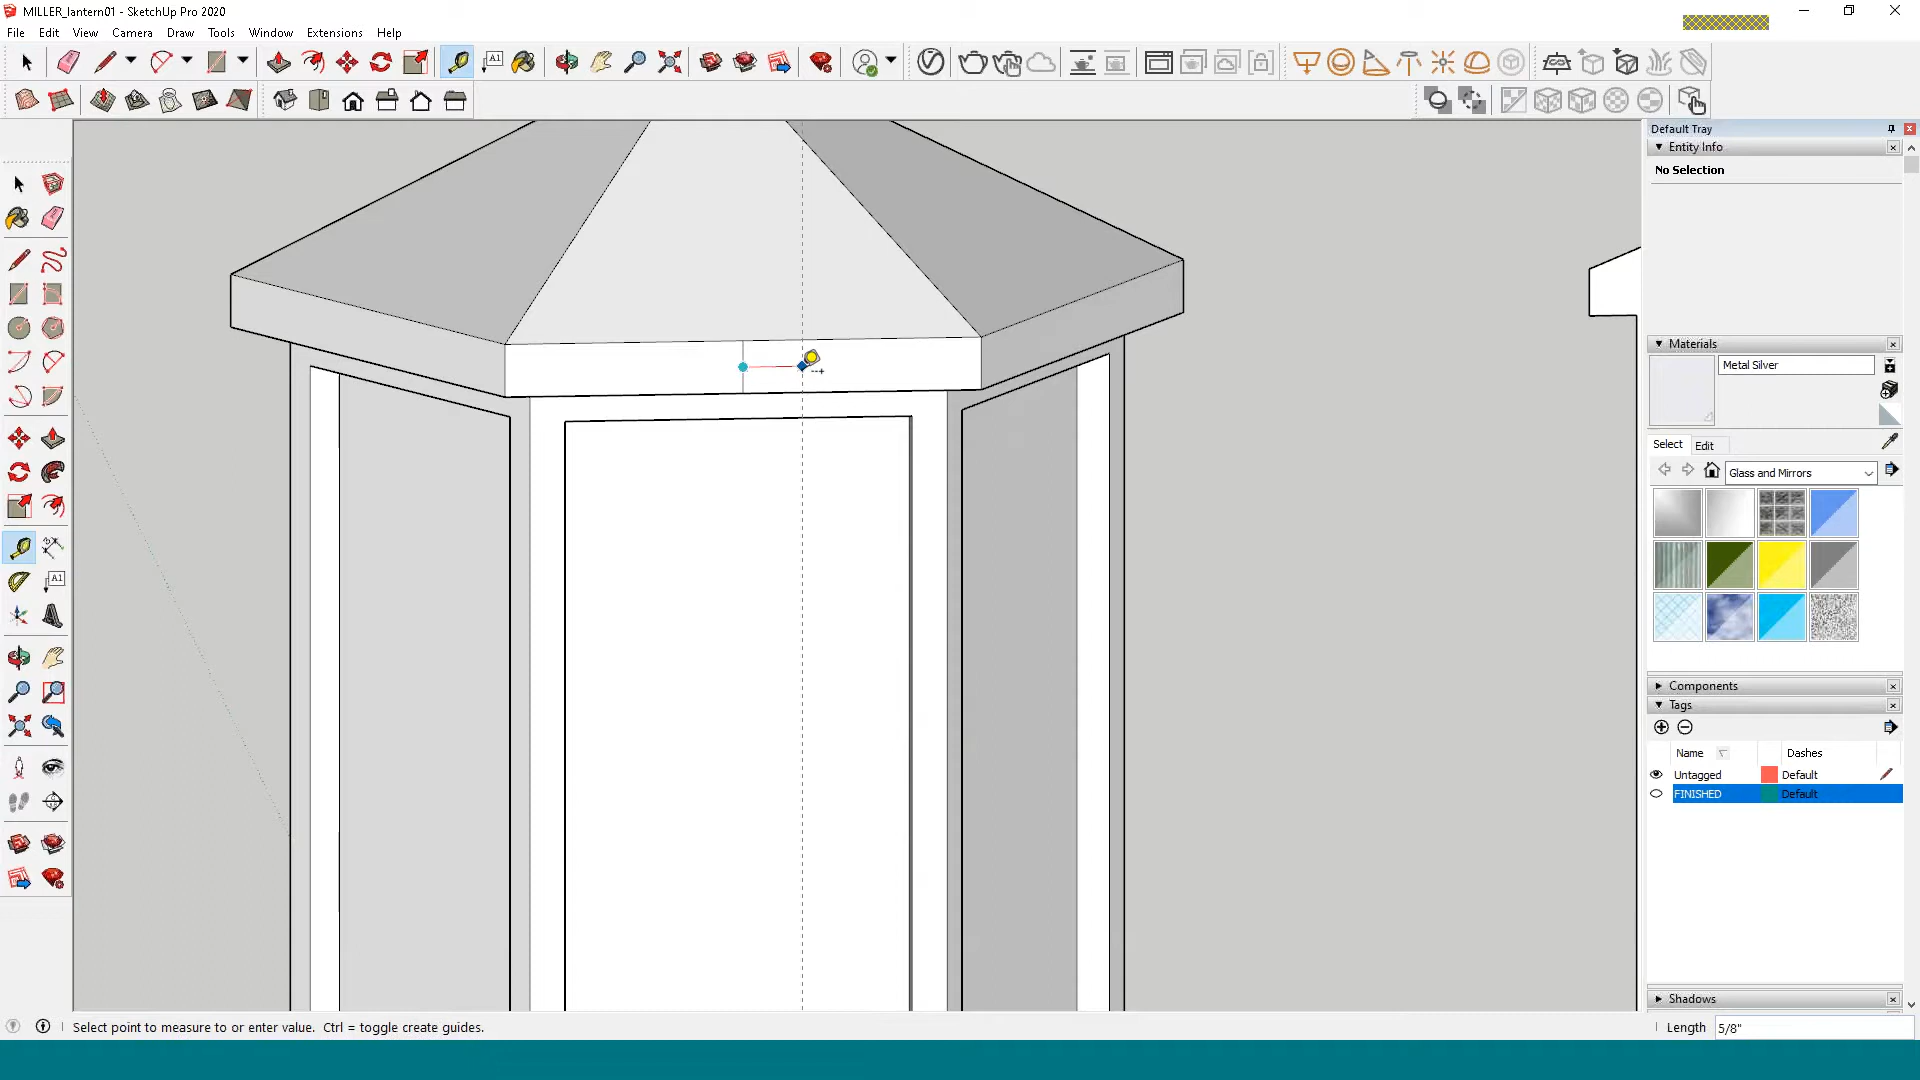 MILLER_lantern01 - SketchUp Pro 2020
File Edit View Camera Draw Tools Window Extensions Help
A1
Default Tray
Entity Info
No Selection
Materials
Metal Silver
Select Edit
Glass and Mirrors
A1
Components
Tags
Name Dashes
Untagged Default
FINISHED Default
Shadows
Select point to measure to or enter value. Ctrl = toggle create guides.
Length 5/8"